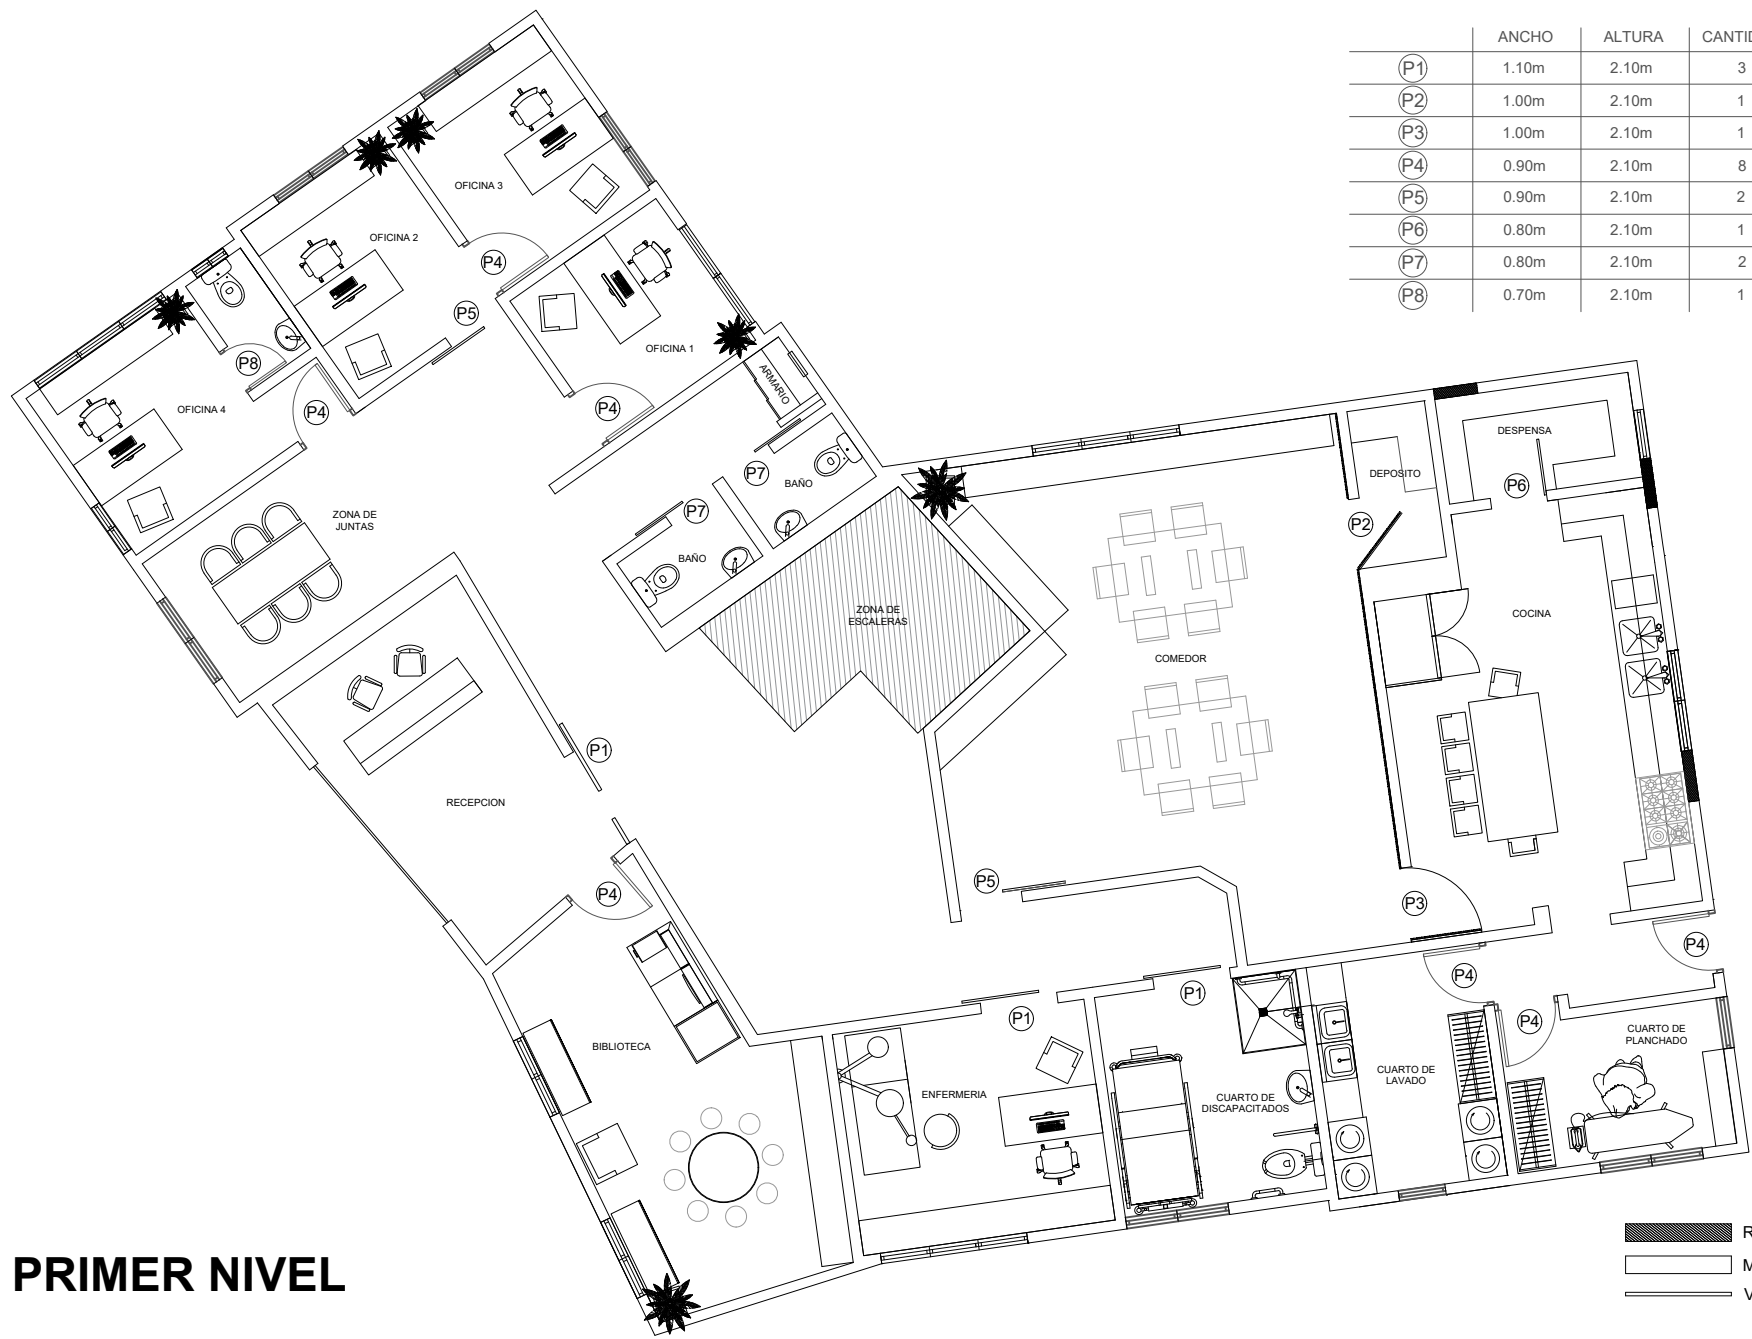 ANCHO ALTURA
P1 1.10m 2.10m 3
P2 1.00m 2.10m 1
P3 1.00m 2.10m 1
P4 0.90m 2.10m 8
P5 0.90m 2.10m 2
P6 0.80m 2.10m 1
P7 0.80m 2.10m 2
P8 0.70m 2.10m 1
OFICINA 3
OFICINA 2
P4
P5
OFICINA 1
P8
ARMARIO
OFICINA 4
P4
P4
DESPENSA
P7
BAÑO
DEPOSITO
P6
P7
ZONA DE
JUNTAS
P2
BAÑO
ZONA DE
ESCALERAS
COCINA
COMEDOR
P1
RECEPCION
P5
P4
P3
P4
P4
P1
P1
P4
BIBLIOTECA
CUARTO DE
PLANCHADO
CUARTO DE
LAVADO
ENFERMERIA
CUARTO DE
DISCAPACITADOS
PRIMER NIVEL